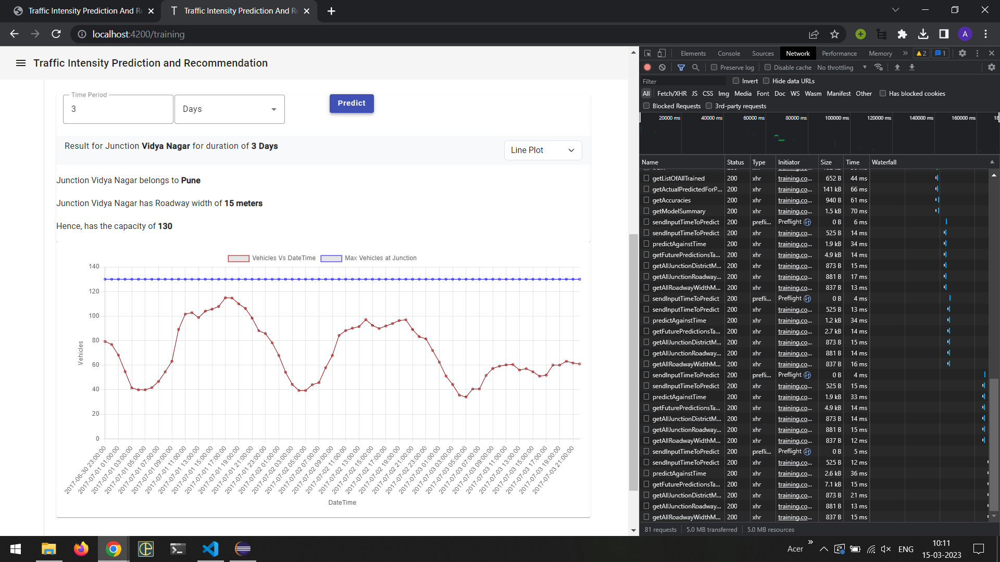 Traffic Intensity Prediction And Re
Traffic Intensity Prediction And Re
localhost:4200/training
A
Traffic Intensity Prediction and Recommendation
Time Period
3
Days
Predict
Result for Junction Vidya Nagar for duration of 3 Days
Line Plot
Junction Vidya Nagar belongs to Pune
Junction Vidya Nagar has Roadway width of 15 meters
Hence, has the capacity of 130
Vehicles Vs DateTime Max Vehicles at Junction
140
120
100
80
60
40
20
0
Vehicles
2017-06-30 23:00:00
2017-07-01 01:00:00
2017-07-01 03:00:00
2017-07-01 05:00:00
2017-07-01 07:00:00
2017-07-01 09:00:00
2017-07-01 11:00:00
2017-07-01 13:00:00
2017-07-01 15:00:00
2017-07-01 17:00:00
2017-07-01 19:00:00
2017-07-01 21:00:00
2017-07-01 23:00:00
2017-07-02 01:00:00
2017-07-02 03:00:00
2017-07-02 05:00:00
2017-07-02 07:00:00
2017-07-02 09:00:00
2017-07-02 11:00:00
2017-07-02 13:00:00
2017-07-02 15:00:00
2017-07-02 17:00:00
2017-07-02 19:00:00
2017-07-02 21:00:00
2017-07-02 23:00:00
2017-07-03 01:00:00
2017-07-03 03:00:00
2017-07-03 05:00:00
2017-07-03 07:00:00
2017-07-03 09:00:00
2017-07-03 11:00:00
2017-07-03 13:00:00
2017-07-03 15:00:00
2017-07-03 17:00:00
2017-07-03 19:00:00
2017-07-03 21:00:00
DateTime
Elements Console Sources Network Performance Memory » 2 1
Preserve log Disable cache No throttling
Filter Invert Hide data URLs
All Fetch/XHR JS CSS Img Media Font Doc WS Wasm Manifest Other Has blocked cookies
Blocked Requests 3rd-party requests
20000 ms 40000 ms 60000 ms 80000 ms 100000 ms 120000 ms 140000 ms 160000 ms 18
Name Status Type Initiator Size Time Waterfall
getListOfAllTrained 200 xhr training.co... 652 B 44 ms
getActualPredictedForP... 200 xhr training.co... 141 kB 66 ms
getAccuracies 200 xhr training.co... 940 B 61 ms
getModelSummary 200 xhr training.co... 1.5 kB 70 ms
sendInputTimeToPredict 200 prefli... Preflight 0 B 6 ms
sendInputTimeToPredict 200 xhr training.co... 525 B 14 ms
predictAgainstTime 200 xhr training.co... 1.9 kB 34 ms
getFuturePredictionsTa... 200 xhr training.co... 4.9 kB 14 ms
getAllJunctionDistrictM... 200 xhr training.co... 873 B 15 ms
getAllJunctionRoadway... 200 xhr training.co... 881 B 17 ms
getAllRoadwayWidthM... 200 xhr training.co... 837 B 13 ms
sendInputTimeToPredict 200 prefli... Preflight 0 B 4 ms
sendInputTimeToPredict 200 xhr training.co... 525 B 13 ms
predictAgainstTime 200 xhr training.co... 1.2 kB 34 ms
getFuturePredictionsTa... 200 xhr training.co... 2.7 kB 14 ms
getAllJunctionDistrictM... 200 xhr training.co... 873 B 15 ms
getAllJunctionRoadway... 200 xhr training.co... 881 B 14 ms
getAllRoadwayWidthM... 200 xhr training.co... 837 B 16 ms
sendInputTimeToPredict 200 prefli... Preflight 0 B 4 ms
sendInputTimeToPredict 200 xhr training.co... 525 B 15 ms
predictAgainstTime 200 xhr training.co... 1.9 kB 33 ms
getFuturePredictionsTa... 200 xhr training.co... 4.9 kB 14 ms
getAllJunctionDistrictM... 200 xhr training.co... 873 B 14 ms
getAllJunctionRoadway... 200 xhr training.co... 881 B 15 ms
getAllRoadwayWidthM... 200 xhr training.co... 837 B 12 ms
sendInputTimeToPredict 200 prefli... Preflight 0 B 5 ms
sendInputTimeToPredict 200 xhr training.co... 525 B 12 ms
predictAgainstTime 200 xhr training.co... 2.6 kB 36 ms
getFuturePredictionsTa... 200 xhr training.co... 7.1 kB 15 ms
getAllJunctionDistrictM... 200 xhr training.co... 873 B 21 ms
getAllJunctionRoadway... 200 xhr training.co... 881 B 13 ms
getAllRoadwayWidthM... 200 xhr training.co... 837 B 15 ms
81 requests 5.0 MB transferred 5.0 MB resources
Acer » ENG 10:11
15-03-2023